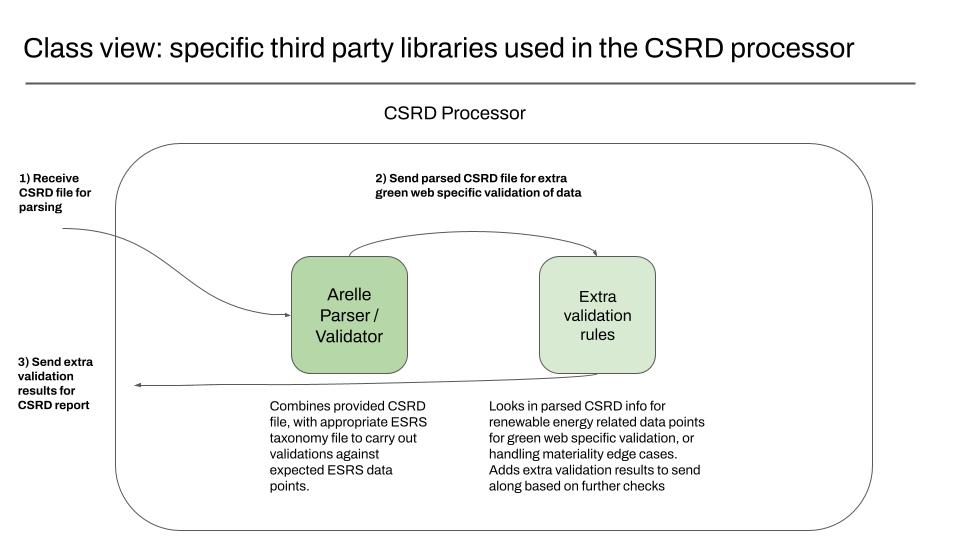 Class view: specific third party libraries used in the CSRD processor
CSRD Processor
1) Receive
CSRD file for
parsing
2) Send parsed CSRD file for extra
green web specific validation of data
Arelle
Parser /
Validator
Extra
validation
rules
3) Send extra
validation
results for
CSRD report
Combines provided CSRD
file, with appropriate ESRS
taxonomy file to carry out
validations against
expected ESRS data
points.
Looks in parsed CSRD info for
renewable energy related data points
for green web specific validation, or
handling materiality edge cases.
Adds extra validation results to send
along based on further checks